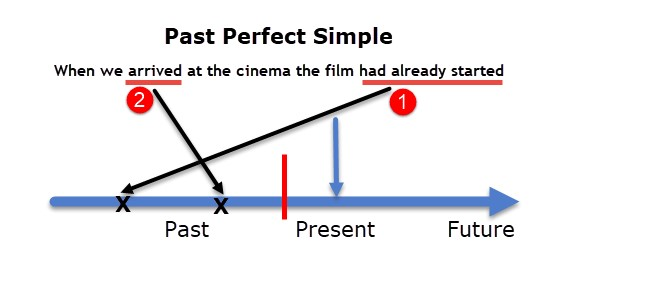 Past Perfect Simple
When we arrived at the cinema the film had already started
2 1
X X
Past Present Future